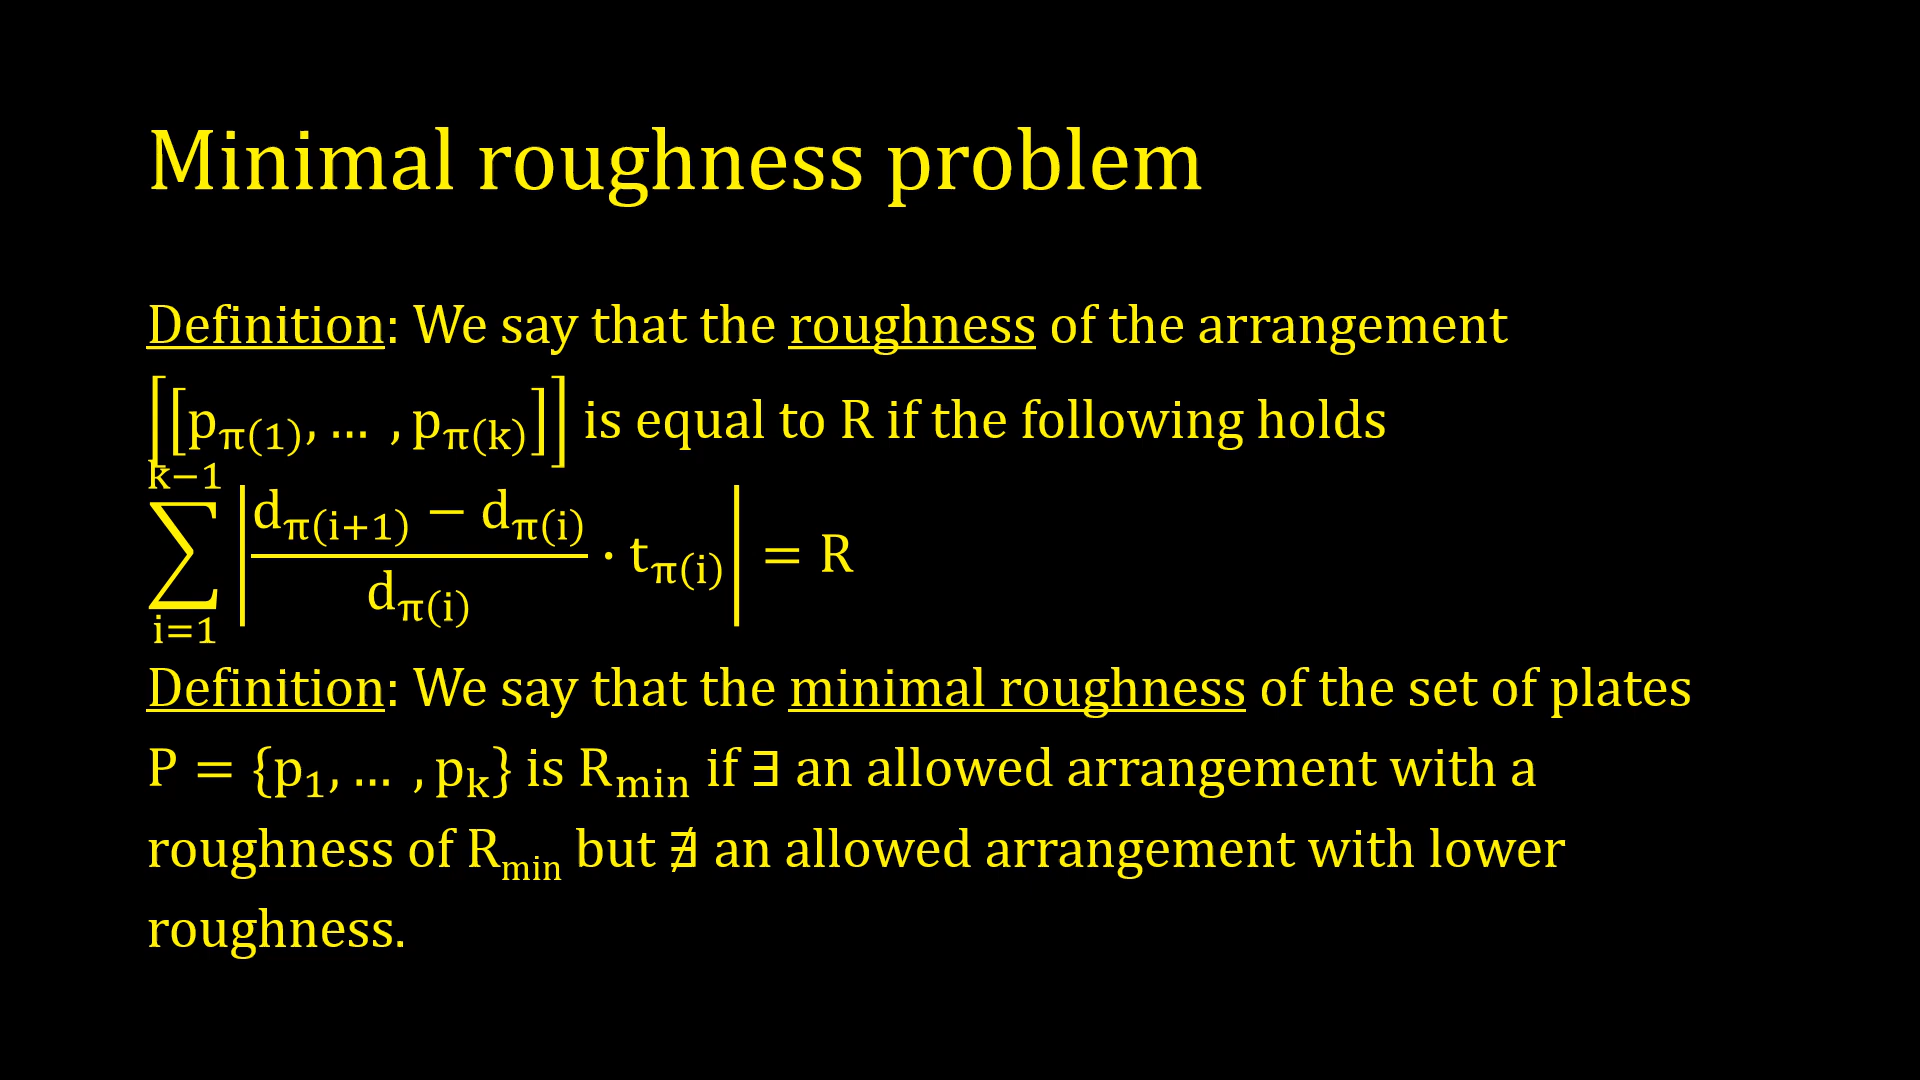 Minimal roughness problem
Definition: We say that the roughness of the arrangement
[[p_π(1), … , p_π(k)]] is equal to R if the following holds
∑_{i=1}^{k−1} |(d_π(i+1) − d_π(i))/d_π(i) · t_π(i)| = R
Definition: We say that the minimal roughness of the set of plates
P = {p_1, … , p_k} is R_min if ∃ an allowed arrangement with a
roughness of R_min but ∄ an allowed arrangement with lower
roughness.